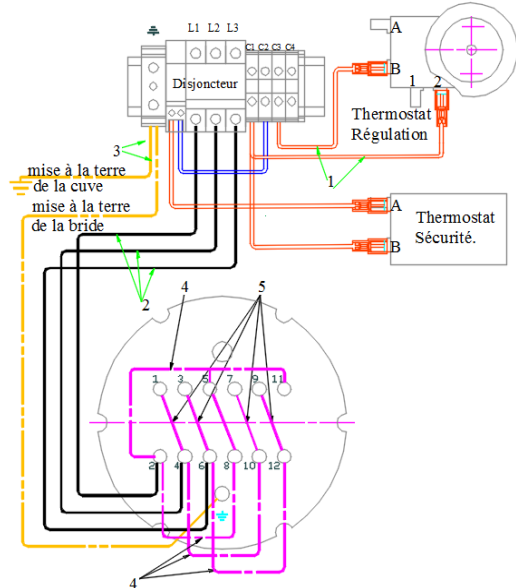 L1 L2 L3
C1 C2 C3 C4
Disjoncteur
A
B
1 2
Thermostat
Régulation
3
mise à la terre
de la cuve
mise à la terre
de la bride
1
A
B
Thermostat
Sécurité.
2
4 5
1 3 5 7 9 11
2 4 6 8 10 12
4